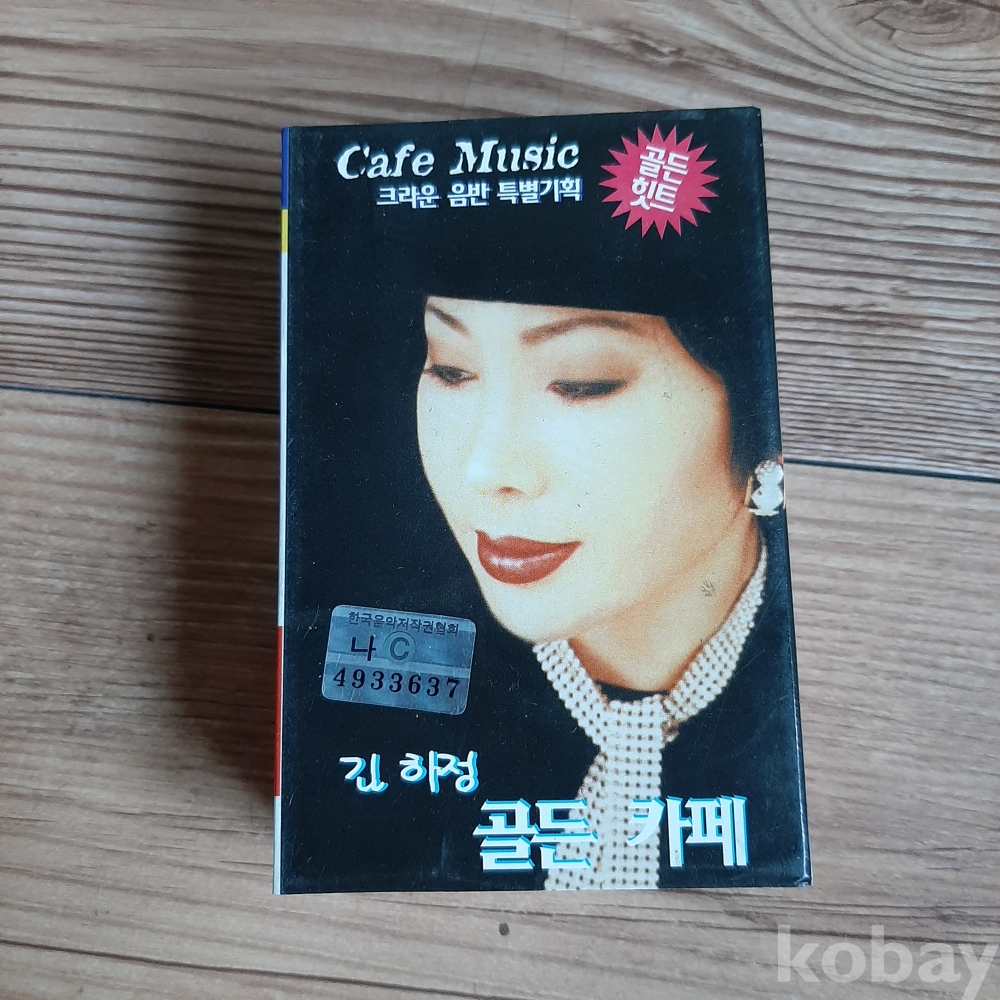 Cafe Music
크라운 음반 특별기획
골든
힛트
한국음악저작권협회
나 C
4933637
김 하정
골든 카페
kobay